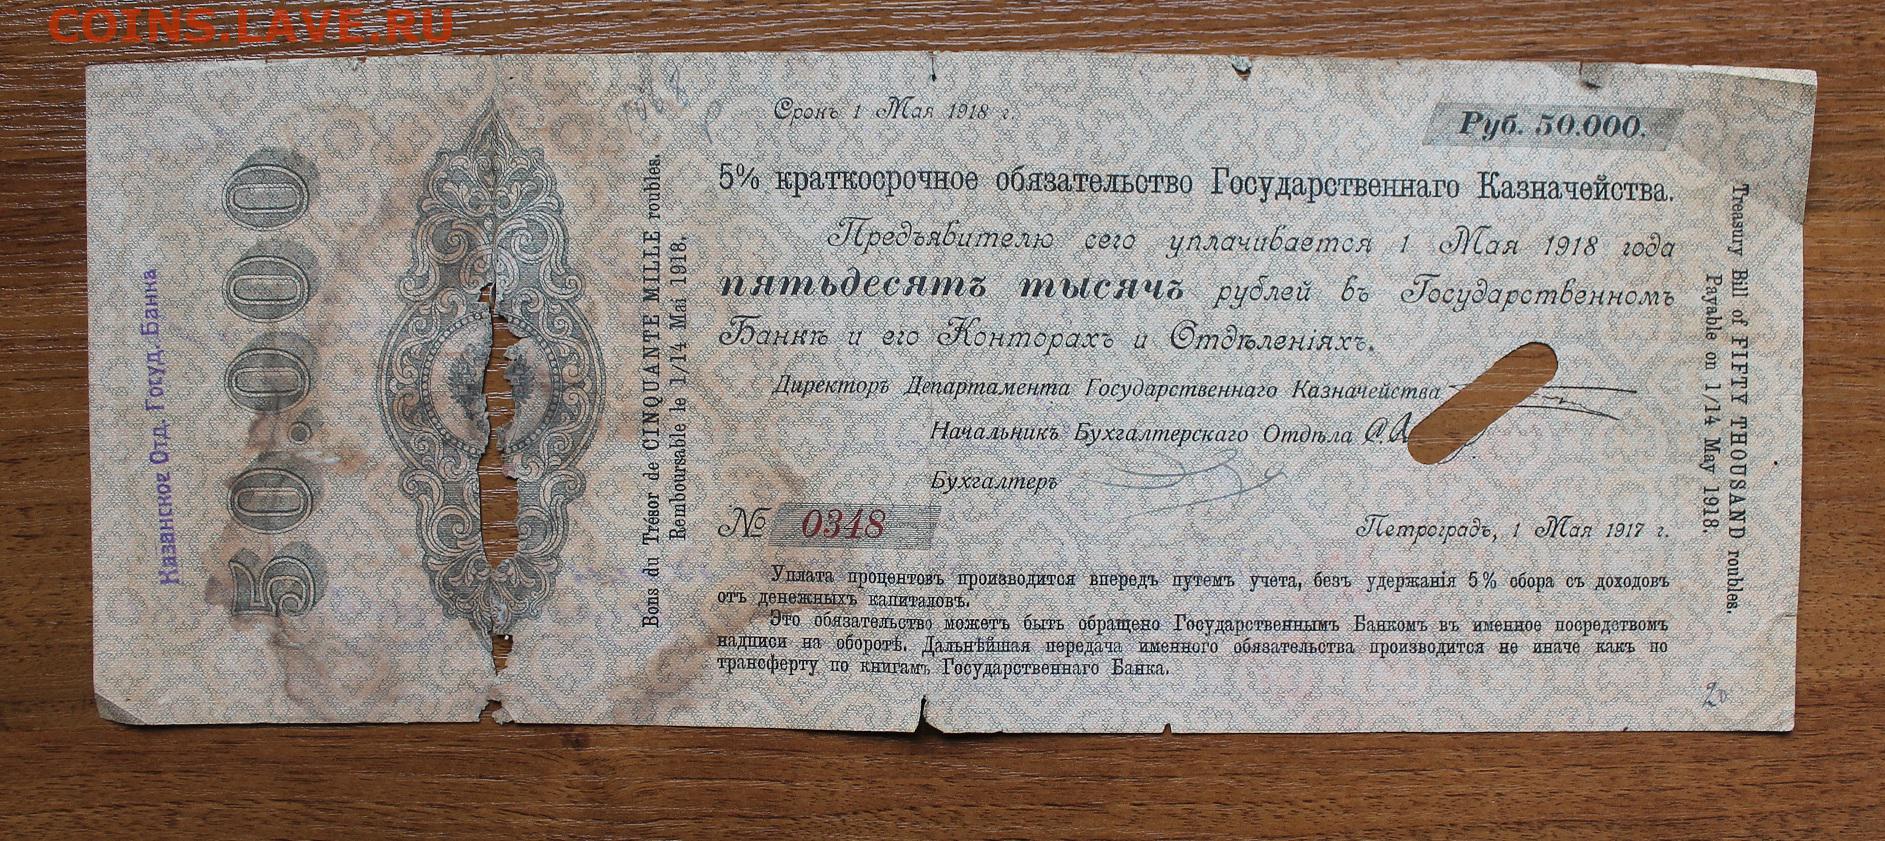 COINS.LAVE.RU
Срокъ 1 Мая 1918 г.
Руб. 50.000.
5% краткосрочное обязательство Государственнаго Казначейства.
Предъявителю сего уплачивается 1 Мая 1918 года
пятьдесятъ тысячъ рублей въ Государственномъ
Банкѣ и его Конторахъ и Отдѣленіяхъ.
Директоръ Департамента Государственнаго Казначейства
Начальникъ Бухгалтерскаго Отдѣла
Бухгалтеръ
№ 0348
Петроградъ, 1 Мая 1917 г.
Уплата процентовъ производится впередъ путемъ учета, безъ удержанія 5% сбора съ доходовъ
отъ денежныхъ капиталовъ.
Это обязательство можетъ быть обращено Государственнымъ Банкомъ въ именное посредствомъ
надписи на оборотѣ. Дальнѣйшая передача именного обязательства производится не иначе какъ по
трансферту по книгамъ Государственнаго Банка.
Казанское Отд. Госуд. Банка
50.000
Bons du Trésor de CINQUANTE MILLE roubles.
Remboursable le 1/14 Mai 1918.
Treasury Bill of FIFTY THOUSAND roubles.
Payable on 1/14 May 1918.